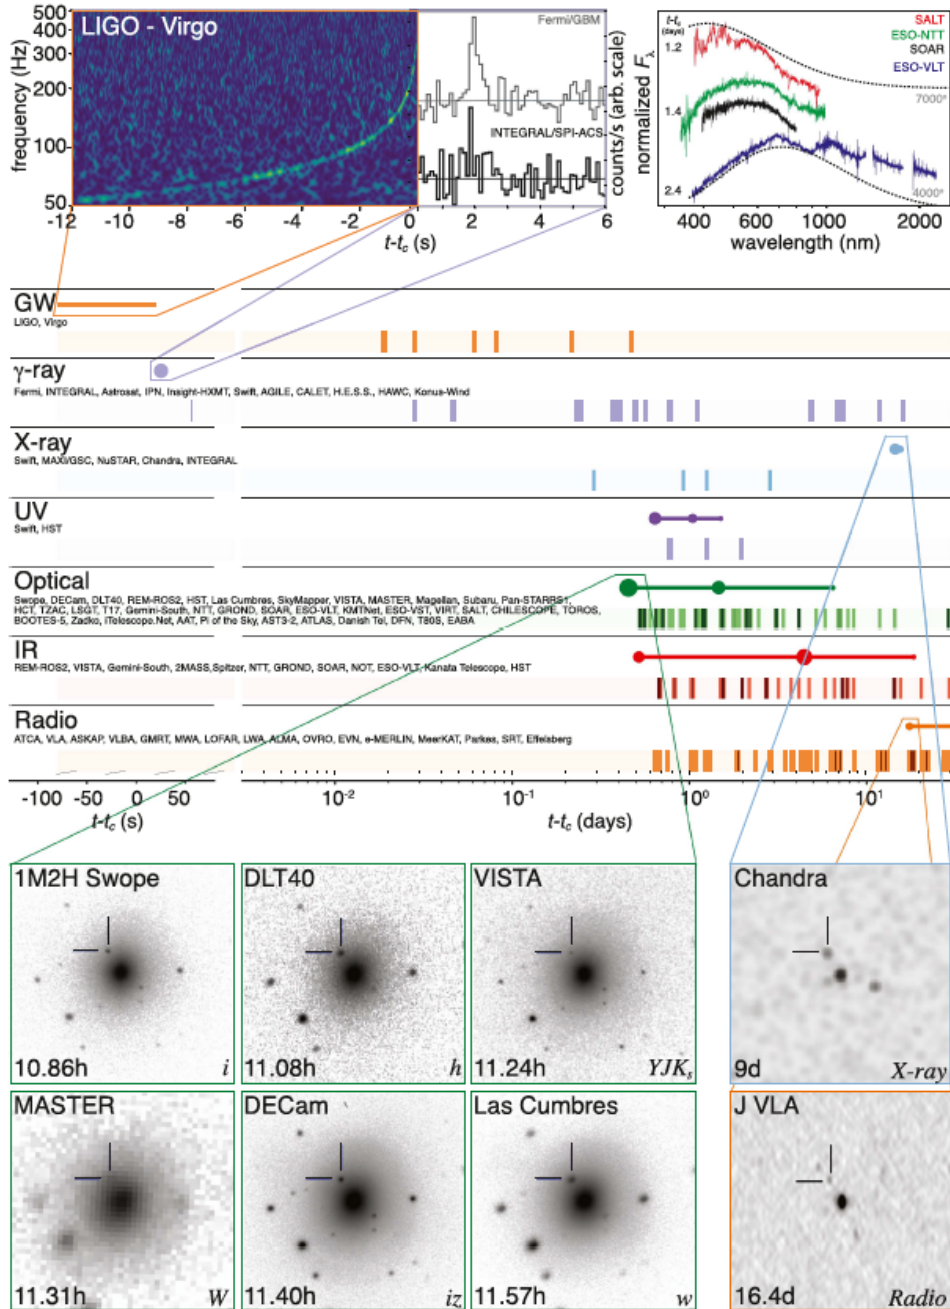 500
400
300
200
100
50
frequency (Hz)
LIGO - Virgo
-12 -10 -8 -6 -4 -2 0 2 4 6
t-tc (s)
Fermi/GBM
INTEGRAL/SPI-ACS
counts/s (arb. scale)
normalized Fλ
t-tc
(days)
1.2
1.4
2.4
SALT
ESO-NTT
SOAR
ESO-VLT
7000°
4000°
400 600 1000 2000
wavelength (nm)
GW
LIGO, Virgo
γ-ray
Fermi, INTEGRAL, Astrosat, IPN, Insight-HXMT, Swift, AGILE, CALET, H.E.S.S., HAWC, Konus-Wind
X-ray
Swift, MAXI/GSC, NuSTAR, Chandra, INTEGRAL
UV
Swift, HST
Optical
Swope, DECam, DLT40, REM-ROS2, HST, Las Cumbres, SkyMapper, VISTA, MASTER, Magellan, Subaru, Pan-STARRS1,
HCT, TZAC, LSGT, T17, Gemini-South, NTT, GROND, SOAR, ESO-VLT, KMTNet, ESO-VST, VIRT, SALT, CHILESCOPE, TOROS,
BOOTES-5, Zadko, iTelescope.Net, AAT, Pi of the Sky, AST3-2, ATLAS, Danish Tel, DFN, T80S, EABA
IR
REM-ROS2, VISTA, Gemini-South, 2MASS,Spitzer, NTT, GROND, SOAR, NOT, ESO-VLT, Kanata Telescope, HST
Radio
ATCA, VLA, ASKAP, VLBA, GMRT, MWA, LOFAR, LWA, ALMA, OVRO, EVN, e-MERLIN, MeerKAT, Parkes, SRT, Effelsberg
-100 -50 0 50 10⁻² 10⁻¹ 10⁰ 10¹
t-tc (s) t-tc (days)
1M2H Swope
10.86h i
DLT40
11.08h h
VISTA
11.24h YJKs
Chandra
9d X-ray
MASTER
11.31h W
DECam
11.40h iz
Las Cumbres
11.57h w
J VLA
16.4d Radio